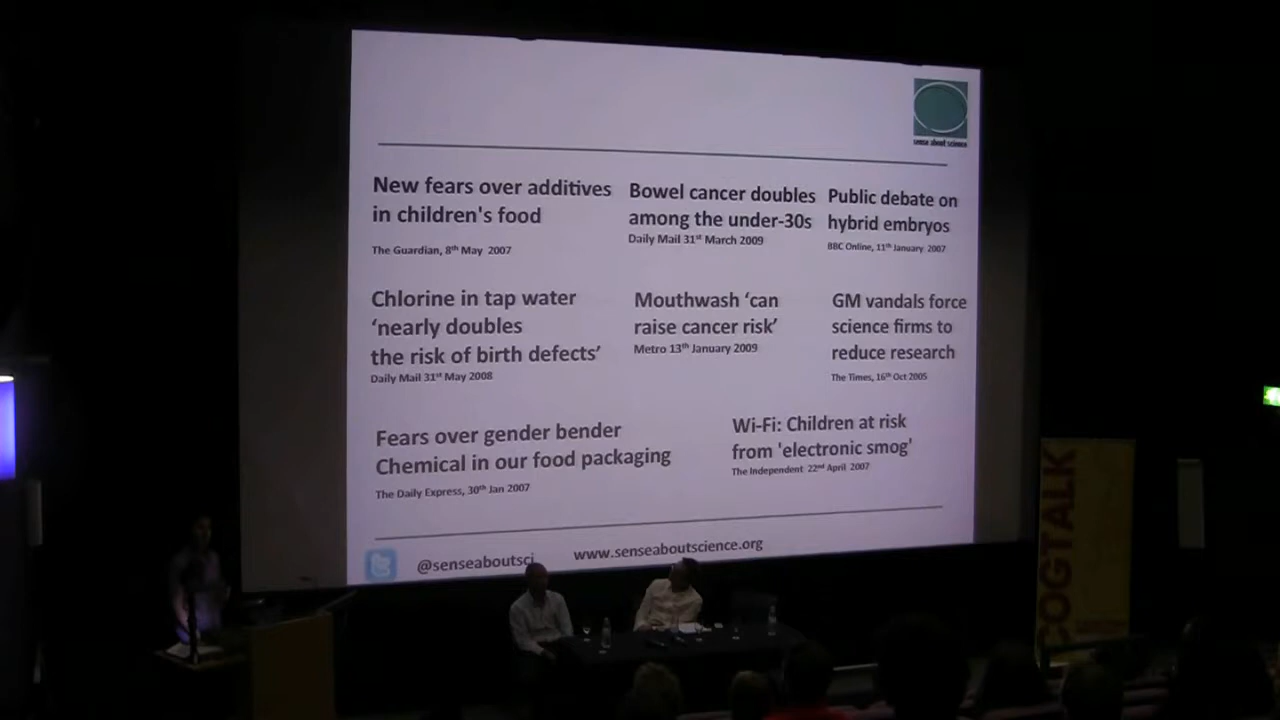 sense about science
New fears over additives
in children's food
The Guardian, 8th May 2007
Bowel cancer doubles
among the under-30s
Daily Mail 31st March 2009
Public debate on
hybrid embryos
BBC Online, 11th January 2007
Chlorine in tap water
‘nearly doubles
the risk of birth defects’
Daily Mail 31st May 2008
Mouthwash ‘can
raise cancer risk’
Metro 13th January 2009
GM vandals force
science firms to
reduce research
The Times, 16th Oct 2005
Fears over gender bender
Chemical in our food packaging
The Daily Express, 30th Jan 2007
Wi-Fi: Children at risk
from 'electronic smog'
The Independent 22nd April 2007
@senseaboutsci
www.senseaboutscience.org
COGTALK